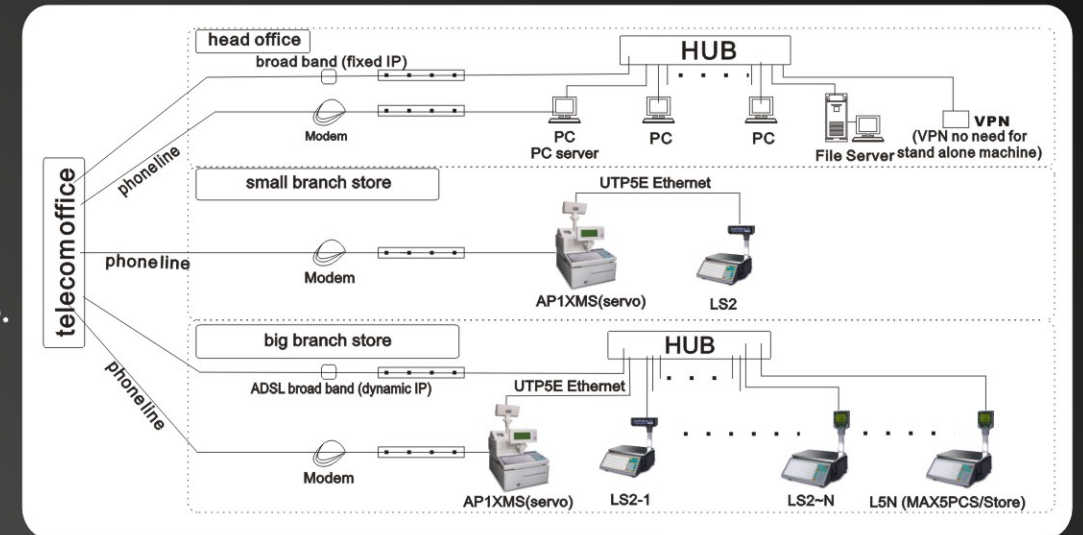 head office
broad band (fixed IP)
HUB
Modem
PC
PC server
PC
PC
File Server
VPN
(VPN no need for
stand alone machine)
phoneline
telecom office
small branch store
UTP5E Ethernet
phoneline
Modem
AP1XMS(servo)
LS2
big branch store
HUB
ADSL broad band (dynamic IP)
UTP5E Ethernet
phoneline
Modem
AP1XMS(servo)
LS2-1
LS2~N
L5N (MAX5PCS/Store)